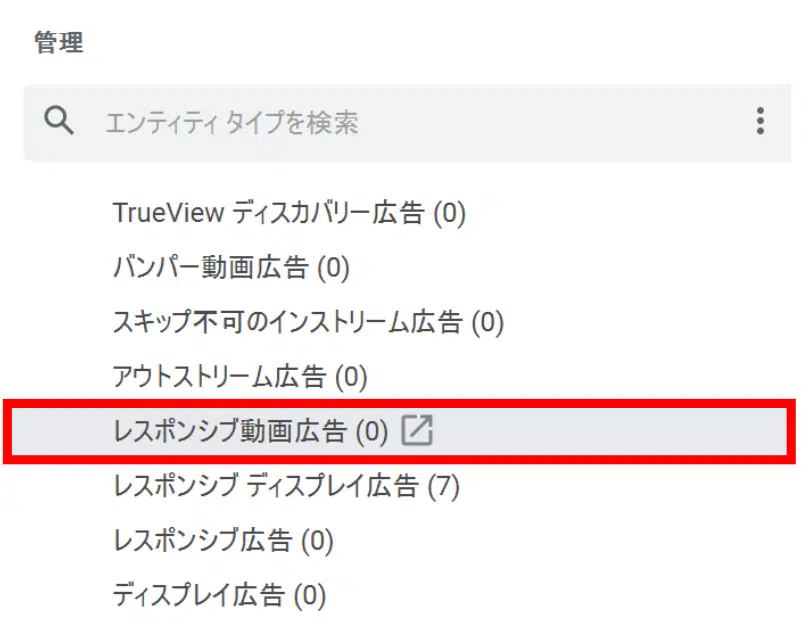 管理
エンティティ タイプを検索
TrueView ディスカバリー広告 (0)
バンパー動画広告 (0)
スキップ不可のインストリーム広告 (0)
アウトストリーム広告 (0)
レスポンシブ動画広告 (0)
レスポンシブ ディスプレイ広告 (7)
レスポンシブ広告 (0)
ディスプレイ広告 (0)